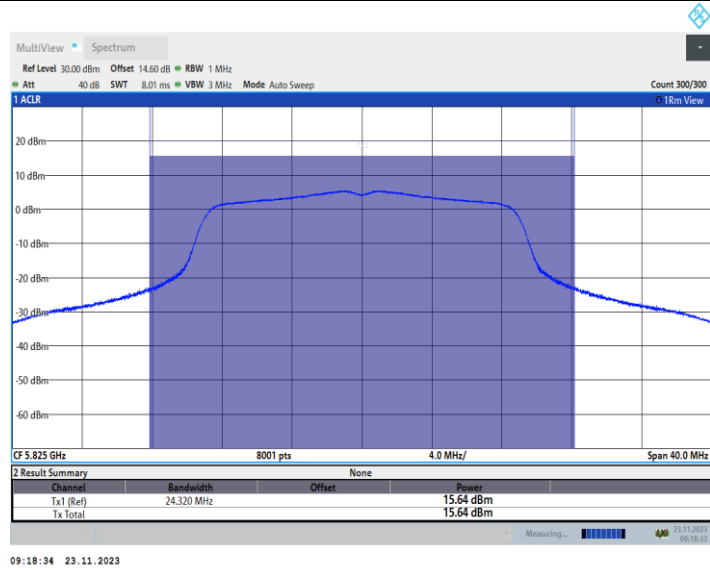 MultiView Spectrum
Ref Level 30.00 dBm Offset 14.60 dB RBW 1 MHz
Att 40 dB SWT 8.01 ms VBW 3 MHz Mode Auto Sweep Count 300/300
1 ACLR 1Rm View
20 dBm
10 dBm
0 dBm
-10 dBm
-20 dBm
-30 dBm
-40 dBm
-50 dBm
-60 dBm
CF 5.825 GHz 8001 pts 4.0 MHz/ Span 40.0 MHz
2 Result Summary None
Channel Bandwidth Offset Power
Tx1 (Ref) 24.320 MHz 15.64 dBm
Tx Total 15.64 dBm
Measuring... 23.11.2023
09:18:33
09:18:34 23.11.2023